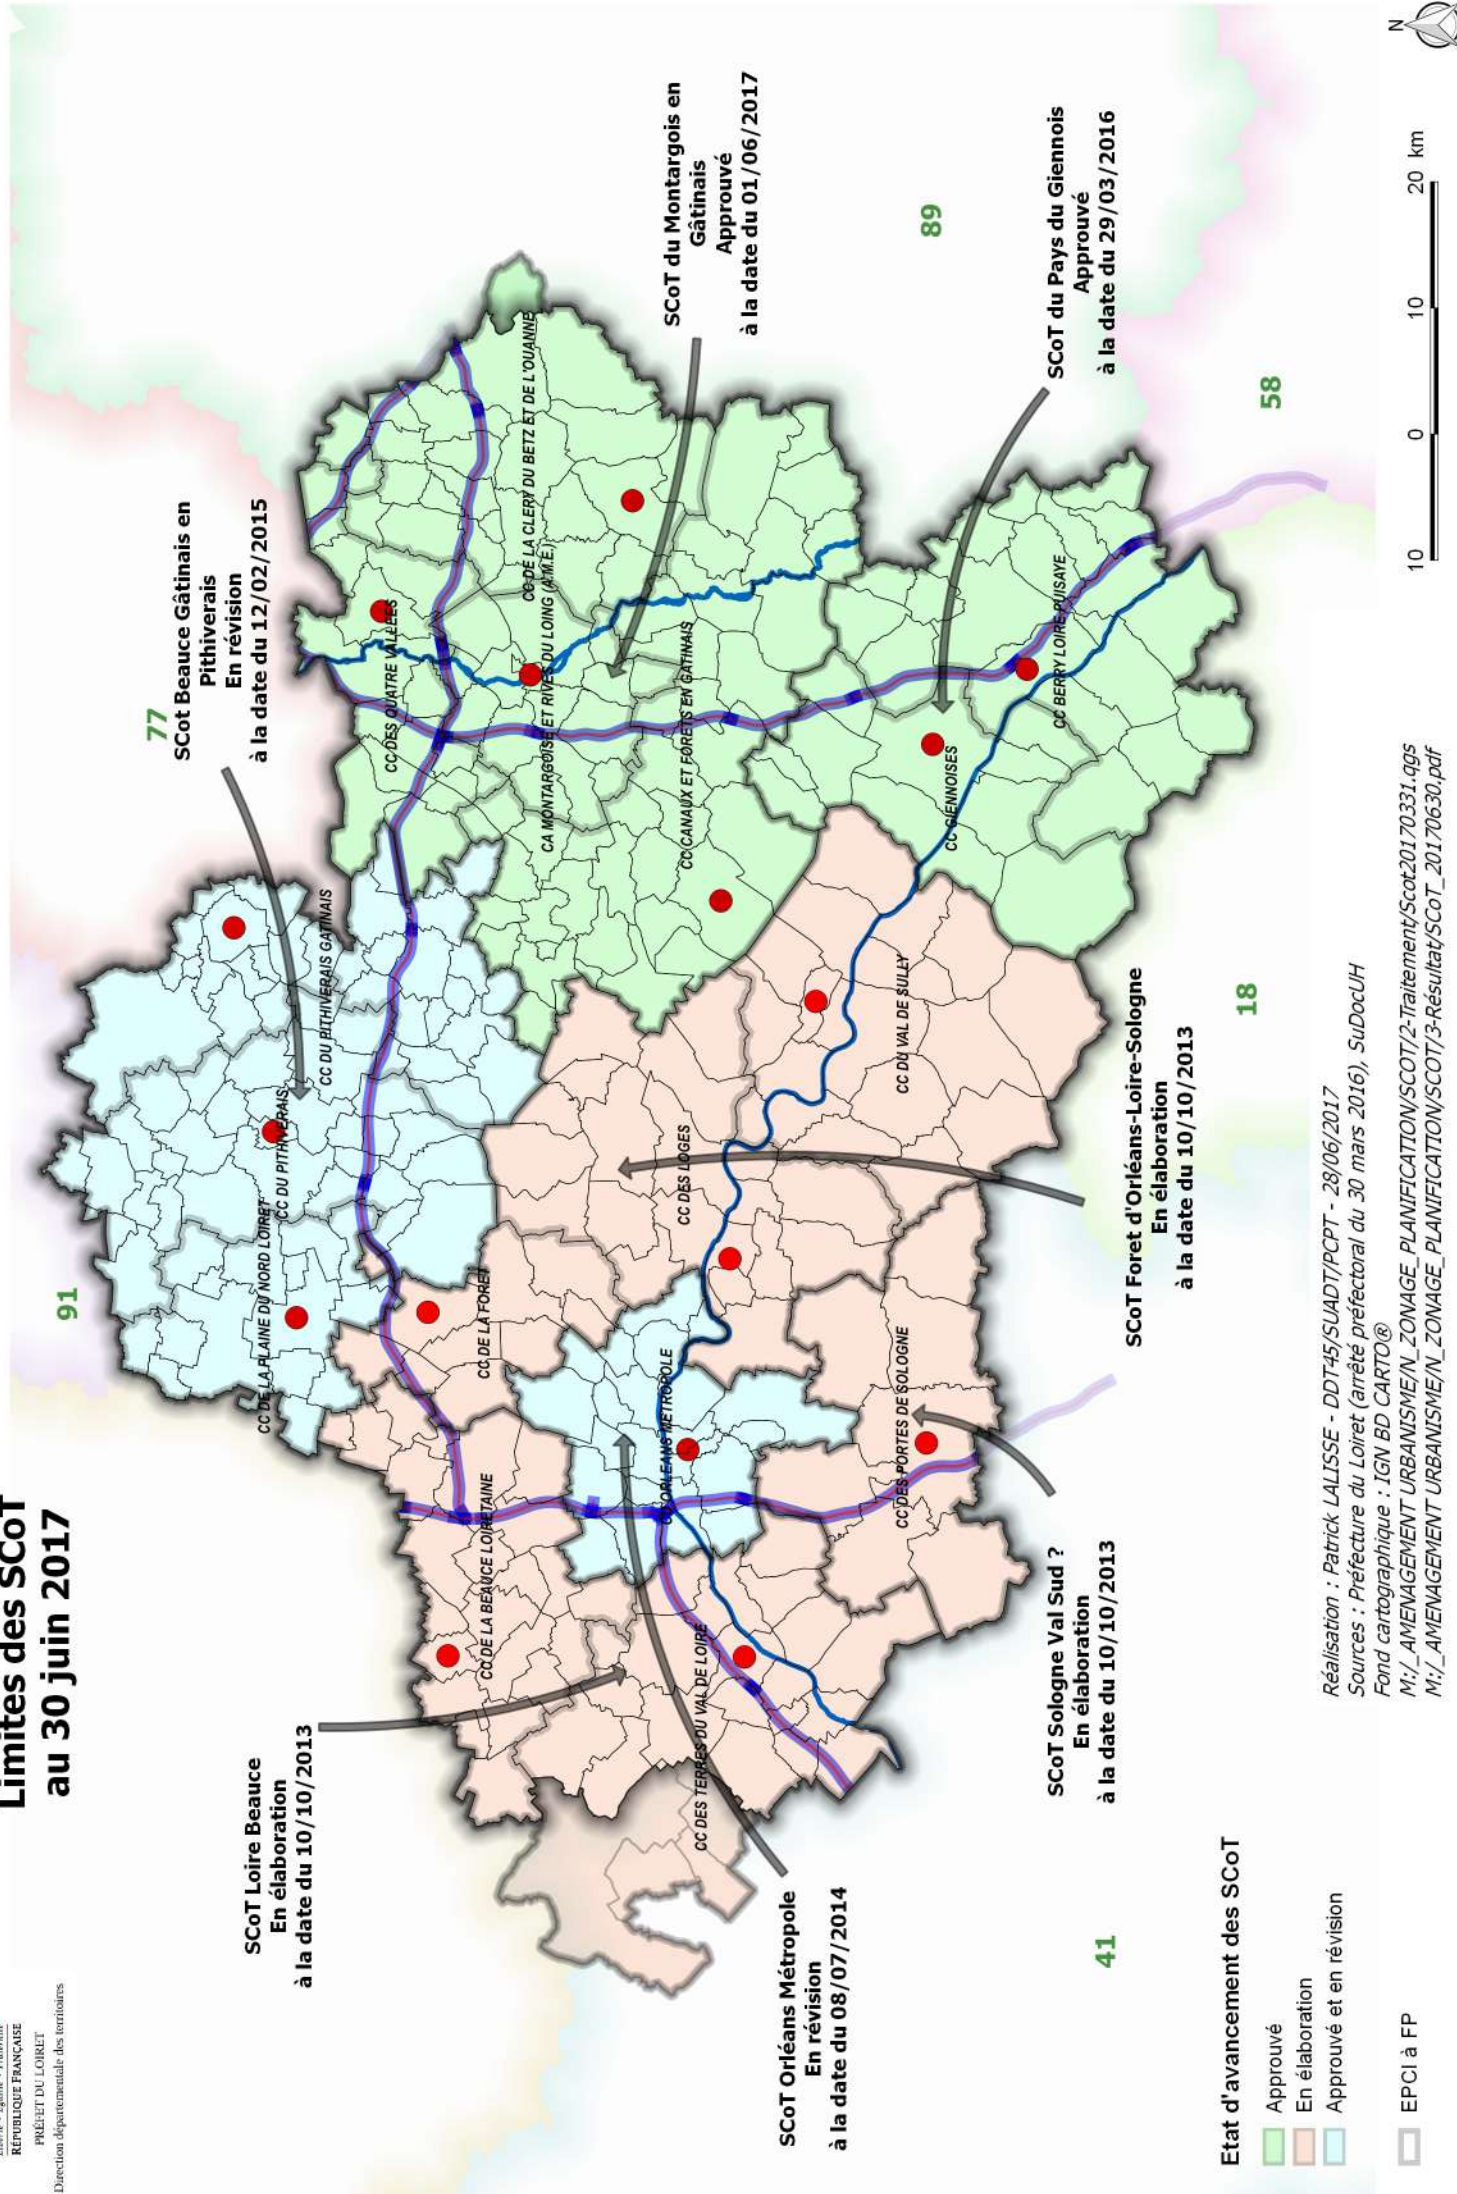 RÉPUBLIQUE FRANÇAISE
PRÉFET DU LOIRET
Direction départementale des territoires
Limites des SCoT
au 30 juin 2017
91
77
SCot Beauce Gâtinais en
Pithiverais
En révision
à la date du 12/02/2015
SCoT Loire Beauce
En élaboration
à la date du 10/10/2013
SCoT du Montargois en
Gâtinais
Approuvé
à la date du 01/06/2017
89
SCoT du Pays du Giennois
Approuvé
à la date du 29/03/2016
58
CC DE LA PLAINE DU NORD LOIRET
CC DU PITHIVERAIS
CC DU PITHIVERAIS GATINAIS
CC DES QUATRE VALLEES
CC DE LA BEAUCE LOIRETAINE
CC DE LA FORET
CC DE LA CLERY DU BETZ ET DE L'OUANNE
CA MONTARGOISE ET RIVES DU LOING (A.M.E.)
CC ORLEANS METROPOLE
CC DES LOGES
CC CANAUX ET FORETS EN GATINAIS
CC DES TERRES DU VAL DE LOIRE
CC DES PORTES DE SOLOGNE
CC DU VAL DE SULLY
CC GIENNOISES
CC BERRY LOIRE PUISAYE
SCoT Orléans Métropole
En révision
à la date du 08/07/2014
SCoT Sologne Val Sud ?
En élaboration
à la date du 10/10/2013
SCoT Foret d'Orléans-Loire-Sologne
En élaboration
à la date du 10/10/2013
41
18
Etat d'avancement des SCoT
Approuvé
En élaboration
Approuvé et en révision
EPCI à FP
Réalisation : Patrick LALISSE - DDT45/SUADT/PCPT - 28/06/2017
Sources : Préfecture du Loiret (arrêté préfectoral du 30 mars 2016), SuDocUH
Fond cartographique : IGN BD CARTO®
M:/_AMENAGEMENT URBANISME/N_ZONAGE_PLANIFICATION/SCOT/2-Traitement/Scot20170331.qgs
M:/_AMENAGEMENT URBANISME/N_ZONAGE_PLANIFICATION/SCOT/3-Résultat/SCoT_20170630.pdf
10 0 10 20 km
N